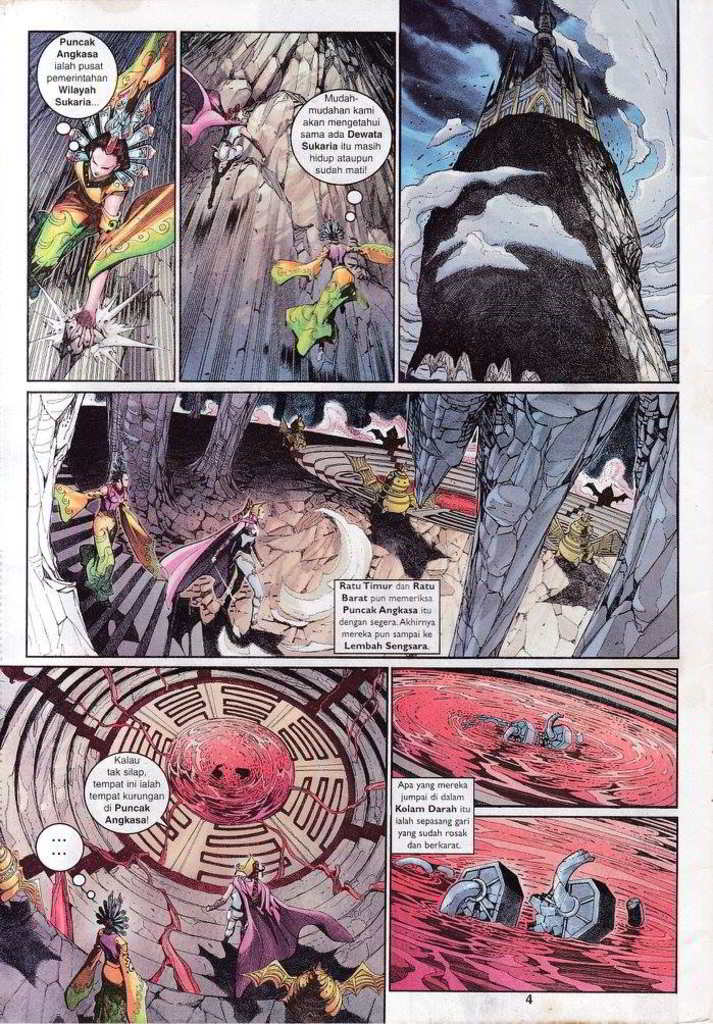 Puncak
Angkasa
ialah pusat
pemerintahan
Wilayah
Sukaria...
Mudah-
mudahan kami
akan mengetahui
sama ada Dewata
Sukaria itu masih
hidup ataupun
sudah mati!
Ratu Timur dan Ratu
Barat pun memeriksa
Puncak Angkasa itu
dengan segera. Akhirnya
mereka pun sampai ke
Lembah Sengsara.
Kalau
tak silap,
tempat ini ialah
tempat kurungan
di Puncak
Angkasa!
...
...
Apa yang mereka
jumpai di dalam
Kolam Darah itu
ialah sepasang gari
yang sudah rosak
dan berkarat.
4